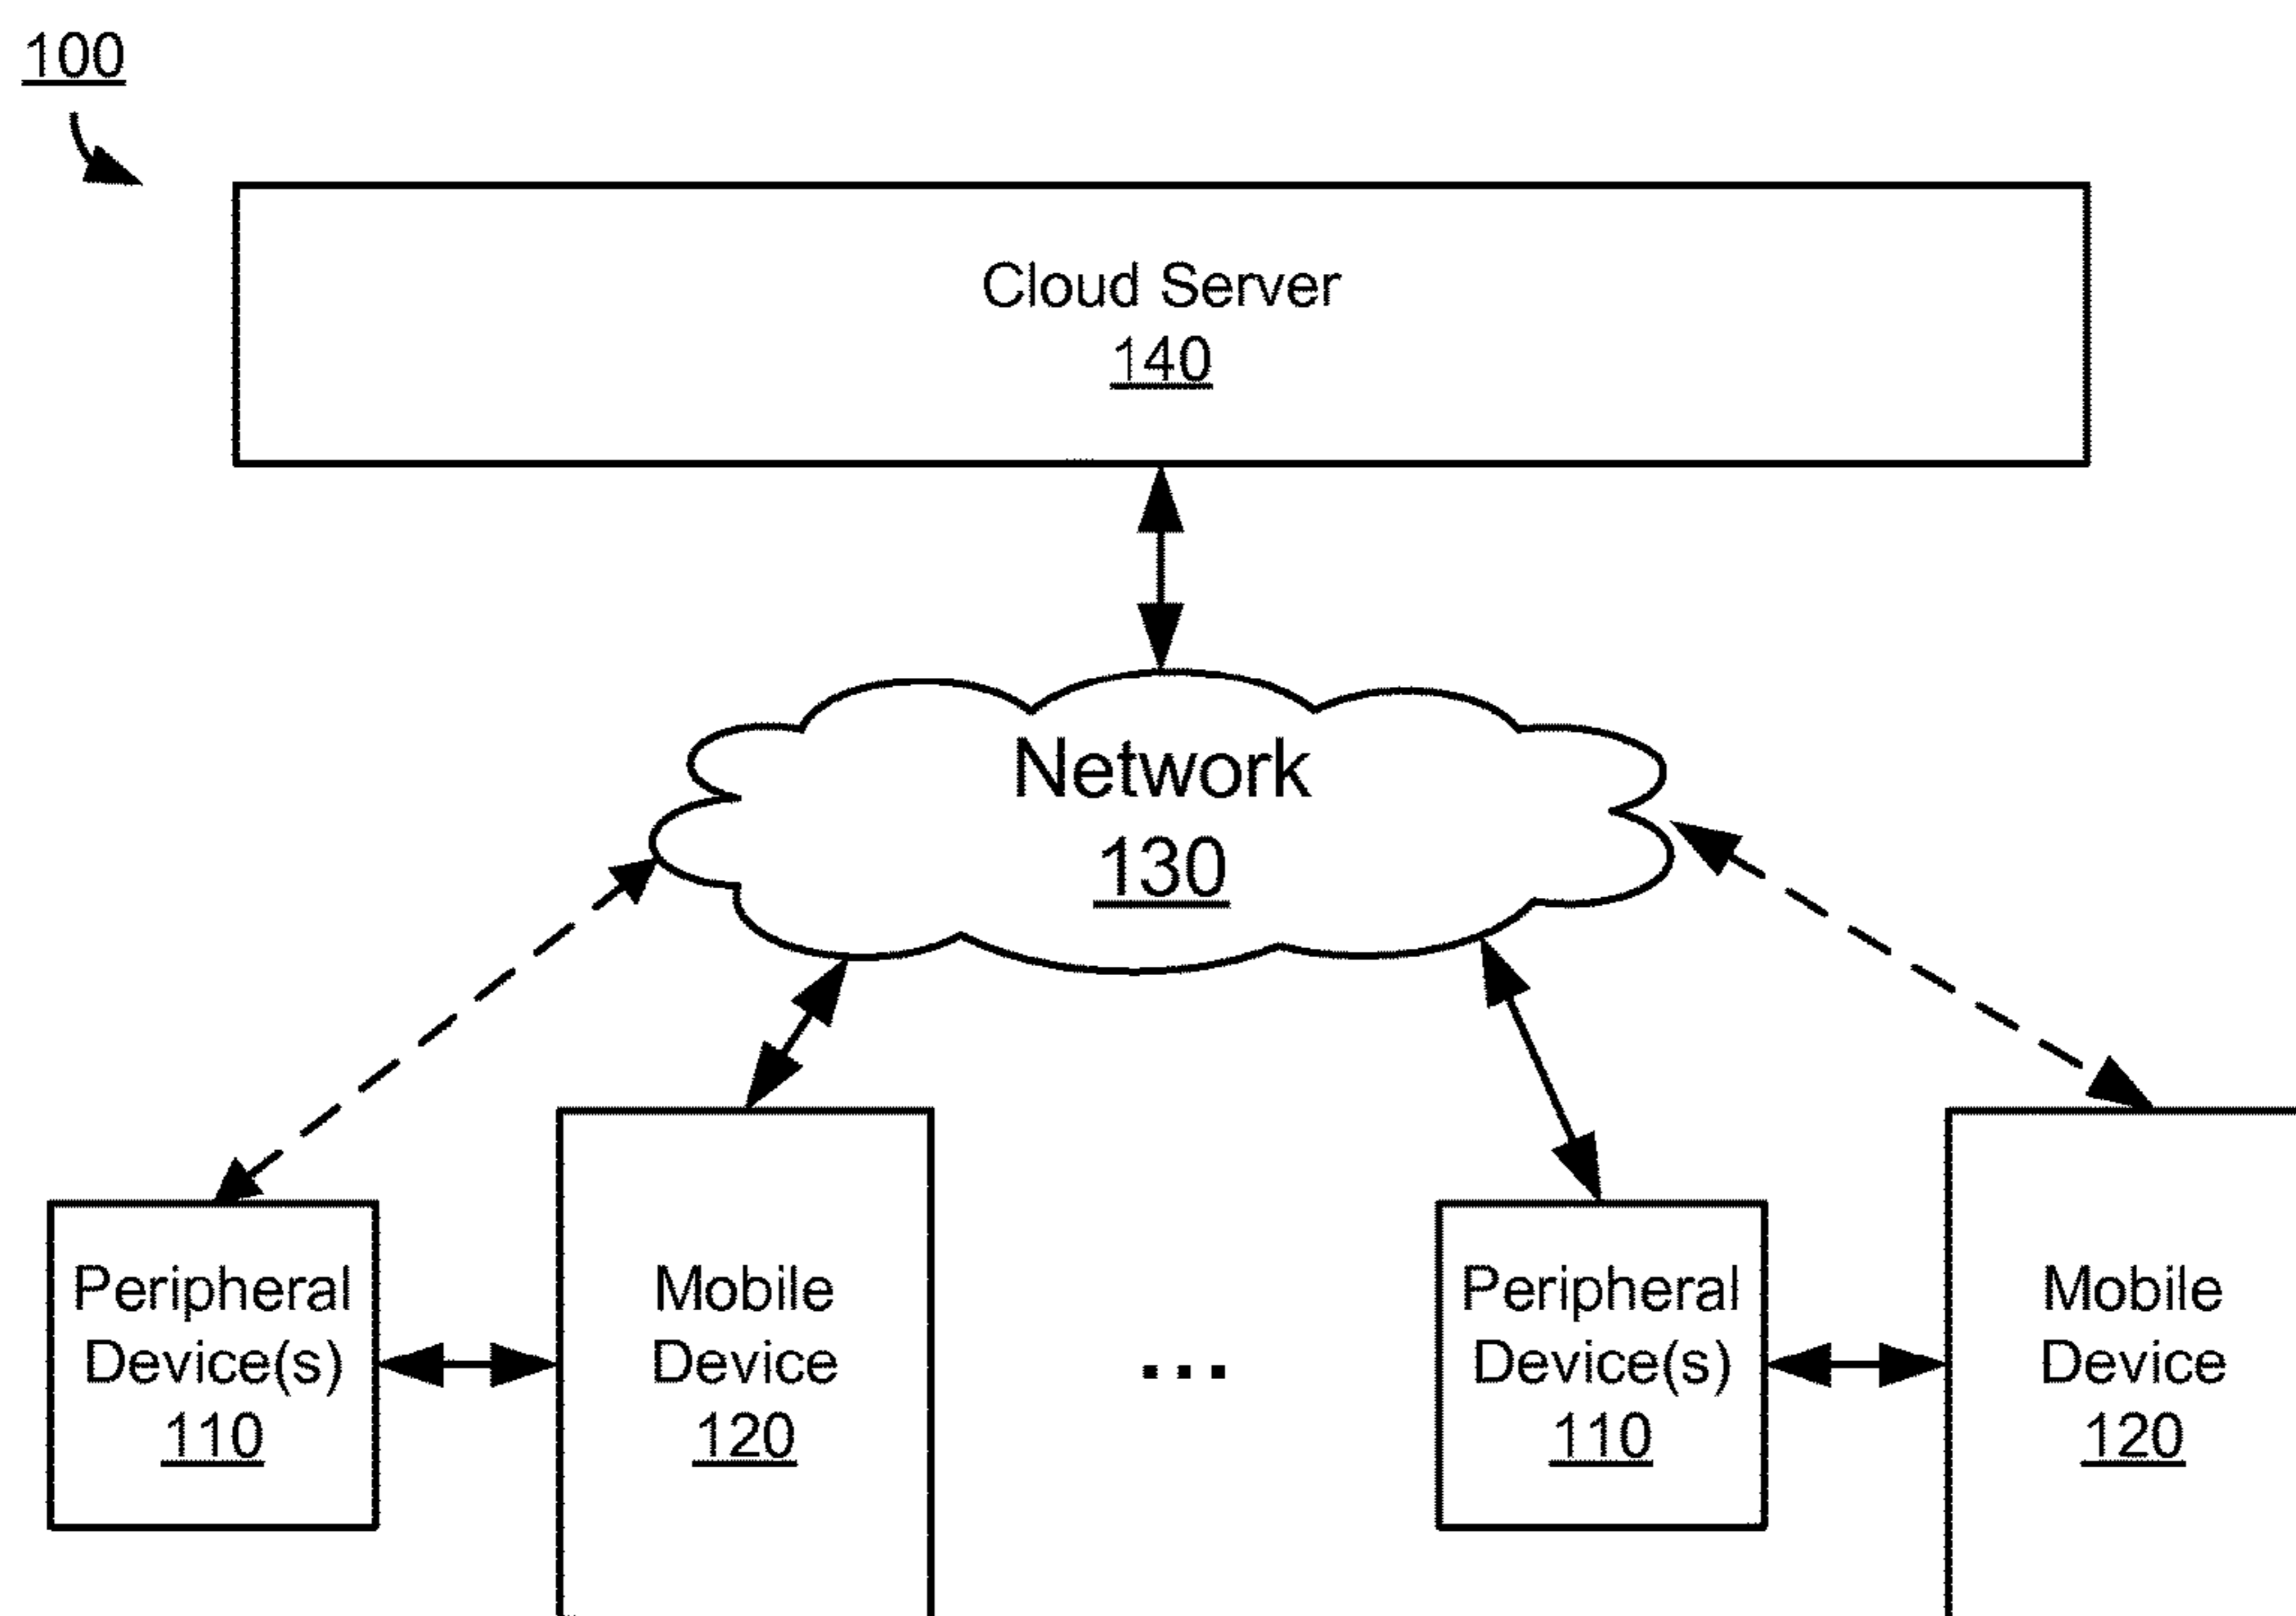 100
Cloud Server
140
Network
130
Peripheral
Device(s)
110
Mobile
Device
120
...
Peripheral
Device(s)
110
Mobile
Device
120